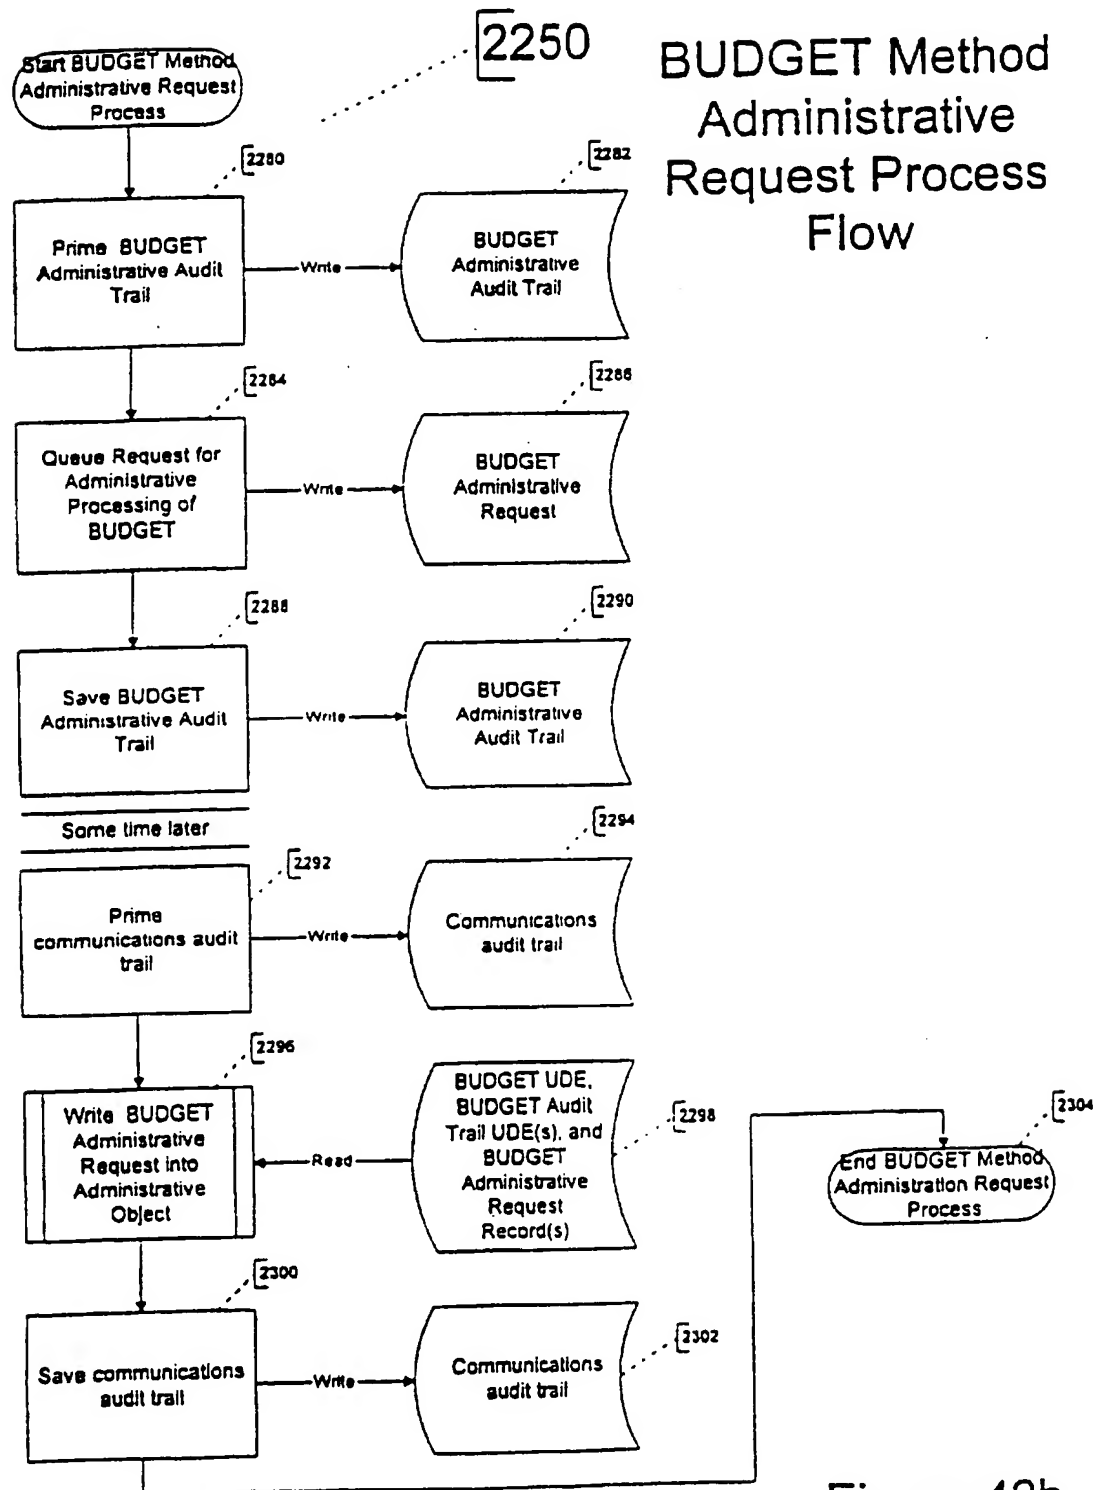 2250
BUDGET Method
Administrative
Request Process
Flow
Start BUDGET Method
Administrative Request
Process
2280
Prime BUDGET
Administrative Audit
Trail
Write
2282
BUDGET
Administrative
Audit Trail
2284
Queue Request for
Administrative
Processing of
BUDGET
Write
2286
BUDGET
Administrative
Request
2288
Save BUDGET
Administrative Audit
Trail
Write
2290
BUDGET
Administrative
Audit Trail
Some time later
2292
Prime
communications audit
trail
Write
2294
Communications
audit trail
2296
Write BUDGET
Administrative
Request into
Administrative
Object
Read
BUDGET UDE,
BUDGET Audit
Trail UDE(s), and
BUDGET
Administrative
Request
Record(s)
2298
2304
End BUDGET Method
Administration Request
Process
2300
Save communications
audit trail
Write
Communications
audit trail
2302